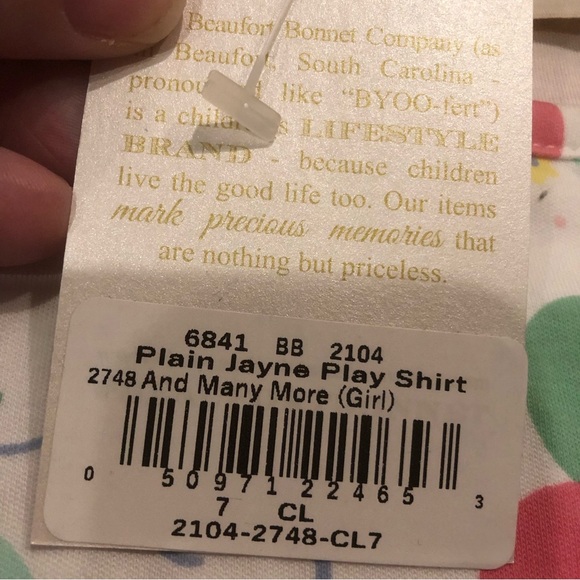 Beaufort Bonnet Company (as
Beaufort, South Carolina -
like "BYOO-fert")
is a LIFESTYLE
BRAND - because children
live the good life too. Our items
mark precious memories that
are nothing but priceless.
6841 BB 2104
Plain Jayne Play Shirt
2748 And Many More (Girl)
0 50971 22465 3
7 CL
2104-2748-CL7